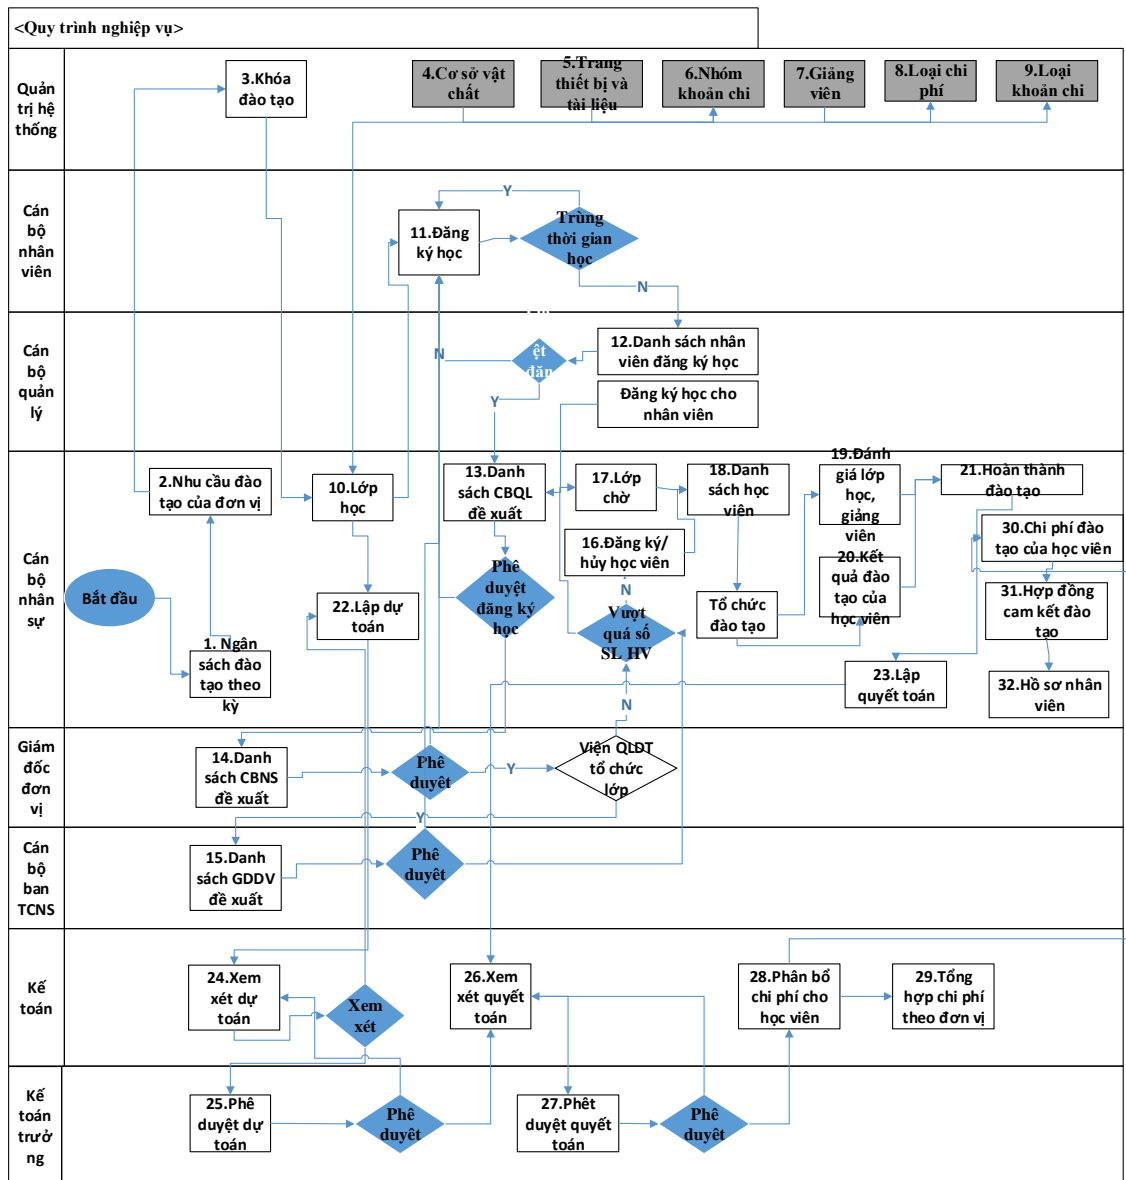 <Quy trình nghiệp vụ>
Quản
trị hệ
thống
3.Khóa
đào tạo
4.Cơ sở vật
chất
5.Trang
thiết bị và
tài liệu
6.Nhóm
khoản chi
7.Giảng
viên
8.Loại chi
phí
9.Loại
khoản chi
Cán
bộ
nhân
viên
Y
11.Đăng
ký học
Trùng
thời gian
học
N
Cán
bộ
quản
lý
12.Danh sách nhân
viên đăng ký học
ệt
đăn
N
Y
Đăng ký học cho
nhân viên
Cán
bộ
nhân
sự
2.Nhu cầu đào
tạo của đơn vị
10.Lớp
học
13.Danh
sách CBQL
đề xuất
17.Lớp
chờ
18.Danh
sách học
viên
19.Đánh
giá lớp
học,
giảng
viên
21.Hoàn thành
đào tạo
30.Chi phí đào
tạo của học viên
16.Đăng ký/
hủy học viên
20.Kết
quả đào
tạo của
học viên
Bắt đầu
Phê
duyệt
đăng ký
học
N
31.Hợp đồng
cam kết đào
tạo
22.Lập dự
toán
Vượt
quá số
SL HV
Tổ chức
đào tạo
1. Ngân
sách đào
tạo theo
kỳ
23.Lập
quyết toán
32.Hồ sơ nhân
viên
N
Giám
đốc
đơn
vị
14.Danh
sách CBNS
đề xuất
Phê
duyêt
Y
Viện QLDT
tổ chức
lớp
Y
Cán
bộ
ban
TCNS
15.Danh
sách GDDV
đề xuất
Phê
duyêt
Kế
toán
24.Xem
xét dự
toán
Xem
xét
26.Xem
xét quyết
toán
28.Phân bổ
chi phí cho
học viên
29.Tổng
hợp chi phí
theo đơn vị
Kế
toán
trưở
ng
25.Phê
duyệt dự
toán
Phê
duyêt
27.Phêt
duyệt quyết
toán
Phê
duyêt